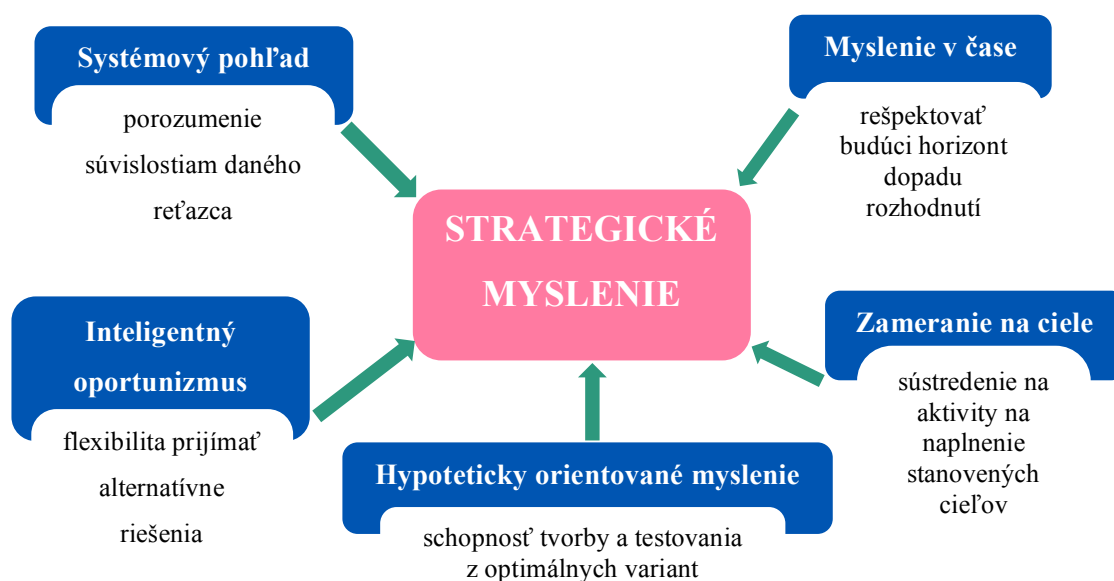 Systémový pohľad
porozumenie
súvislostiam daného
reťazca
Myslenie v čase
rešpektovať
budúci horizont
dopadu
rozhodnutí
STRATEGICKÉ
MYSLENIE
Inteligentný
oportunizmus
flexibilita prijímať
alternatívne
riešenia
Hypoteticky orientované myslenie
schopnosť tvorby a testovania
z optimálnych variant
Zameranie na ciele
sústredenie na
aktivity na
naplnenie
stanovených
cieľov